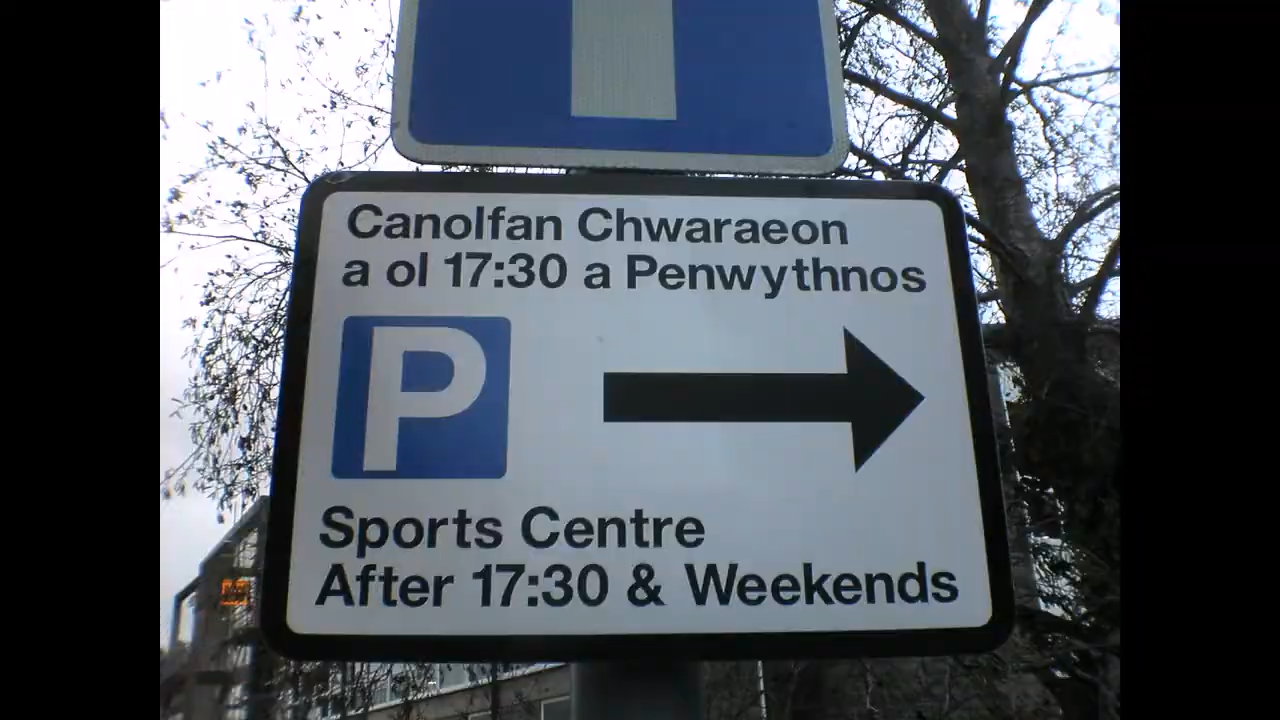 Canolfan Chwaraeon
a ol 17:30 a Penwythnos
P
Sports Centre
After 17:30 & Weekends